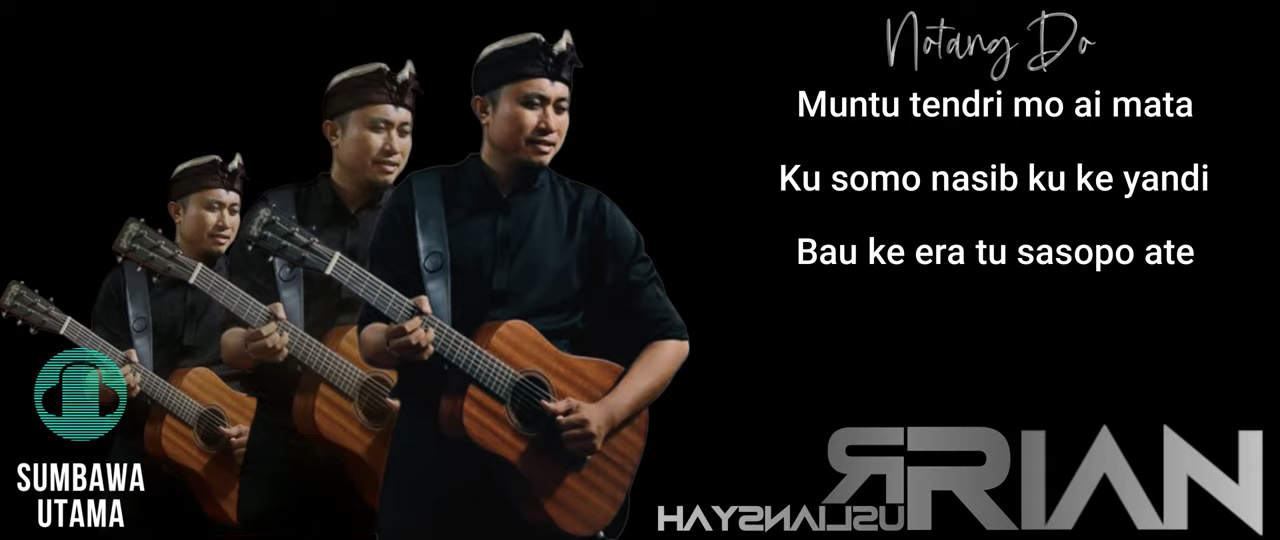 Notang Do
Muntu tendri mo ai mata
Ku somo nasib ku ke yandi
Bau ke era tu sasopo ate
SUMBAWA
UTAMA
RRIAN
HAYSNAILSU